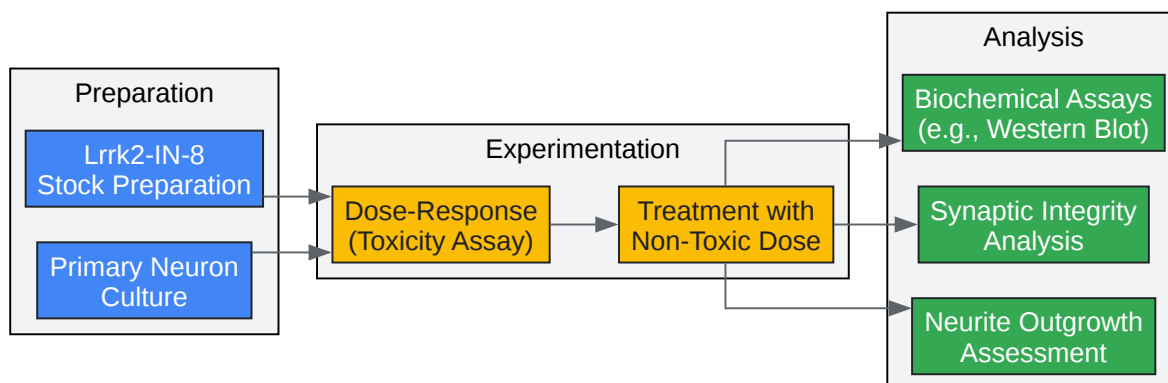 Preparation
Lrrk2-IN-8
Stock Preparation
Primary Neuron
Culture
Experimentation
Dose-Response
(Toxicity Assay)
Treatment with
Non-Toxic Dose
Analysis
Biochemical Assays
(e.g., Western Blot)
Synaptic Integrity
Analysis
Neurite Outgrowth
Assessment